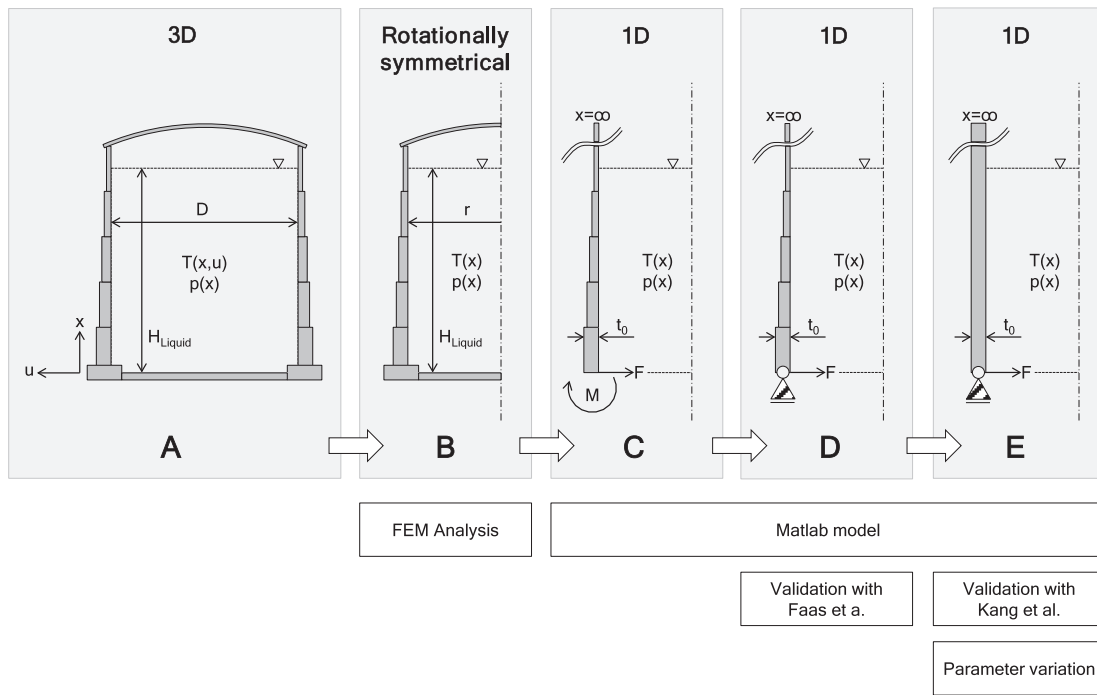 3D
Rotationally
symmetrical
1D
1D
1D
D
T(x,u)
p(x)
H_Liquid
x
u
r
T(x)
p(x)
H_Liquid
x=∞
T(x)
p(x)
t₀
F
M
x=∞
T(x)
p(x)
t₀
F
x=∞
T(x)
p(x)
t₀
F
A
B
C
D
E
FEM Analysis
Matlab model
Validation with
Faas et a.
Validation with
Kang et al.
Parameter variation